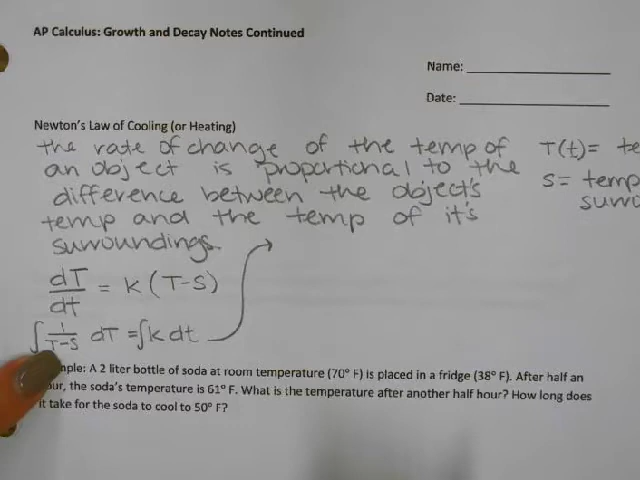 AP Calculus: Growth and Decay Notes Continued
Name:
Date:
Newton's Law of Cooling (or Heating)
the rate of change of the temp of
an object is proportional to the
difference between the object's
temp and the temp of it's
surroundings.
T(t)= te
S= temp
surro
dT/dt = k (T-S)
∫ 1/T-S dT = ∫k dt
A 2 liter bottle of soda at room temperature (70° F) is placed in a fridge (38° F). After half an
the soda's temperature is 61° F. What is the temperature after another half hour? How long does
it take for the soda to cool to 50° F?